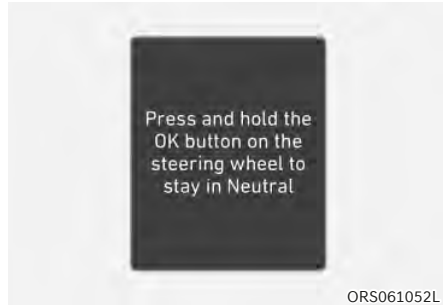 Press and hold the
OK button on the
steering wheel to
stay in Neutral
ORS061052L